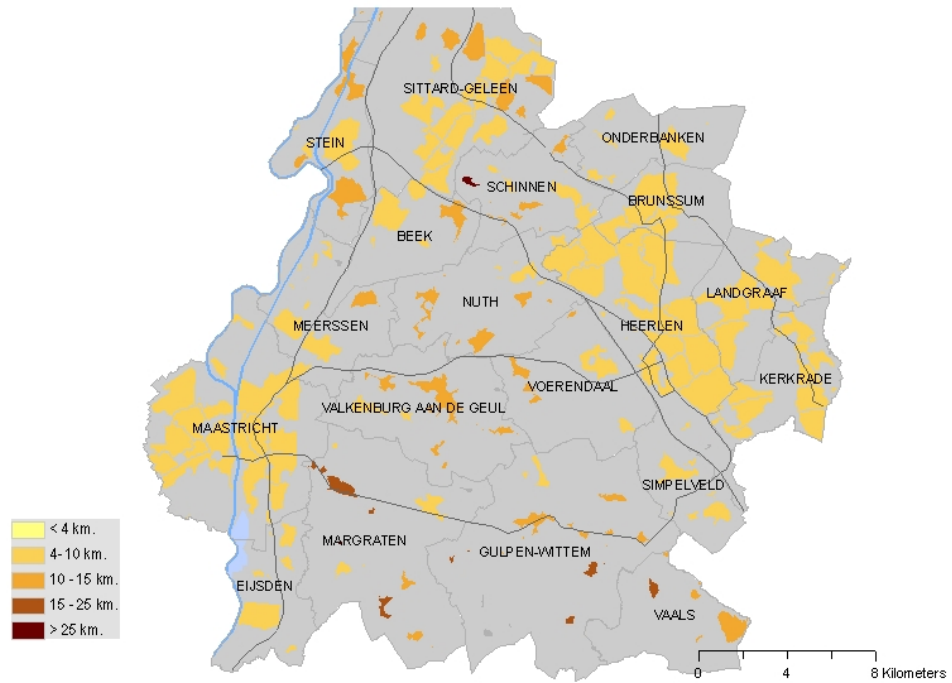 SITTARD-GELEEN
ONDERBANKEN
STEIN
SCHINNEN
BRUNSSUM
BEEK
LANDGRAAF
NUTH
MEERSSEN
HEERLEN
KERKRADE
VOERENDAAL
VALKENBURG AAN DE GEUL
MAASTRICHT
SIMPELVELD
< 4 km.
4-10 km.
10 - 15 km.
15 - 25 km.
> 25 km.
MARGRATEN
GULPEN-WITTEM
EIJSDEN
VAALS
0 4 8 Kilometers